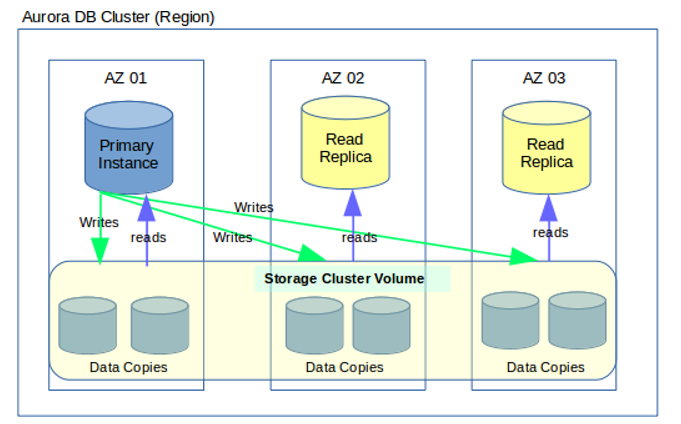 Aurora DB Cluster (Region)
AZ 01
AZ 02
AZ 03
Primary
Instance
Read
Replica
Read
Replica
Writes
reads
Writes
Writes
reads
reads
Storage Cluster Volume
Data Copies
Data Copies
Data Copies